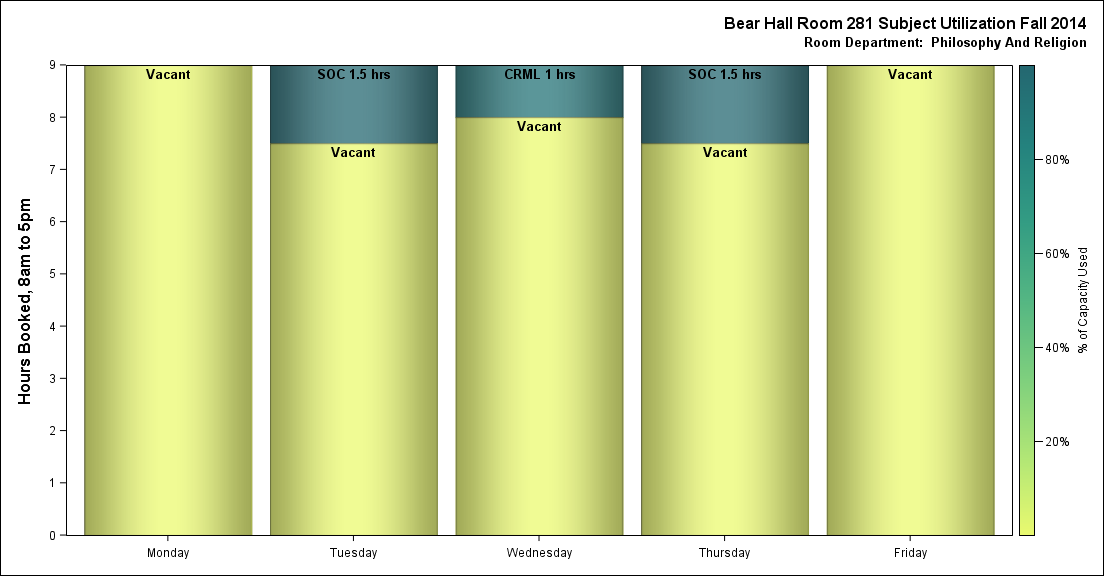 Bear Hall Room 281 Subject Utilization Fall 2014
Room Department:  Philosophy And Religion
Hours Booked, 8am to 5pm
9
8
7
6
5
4
3
2
1
0
Vacant
SOC 1.5 hrs
Vacant
CRML 1 hrs
Vacant
SOC 1.5 hrs
Vacant
Vacant
Monday
Tuesday
Wednesday
Thursday
Friday
80%
60%
40%
20%
% of Capacity Used